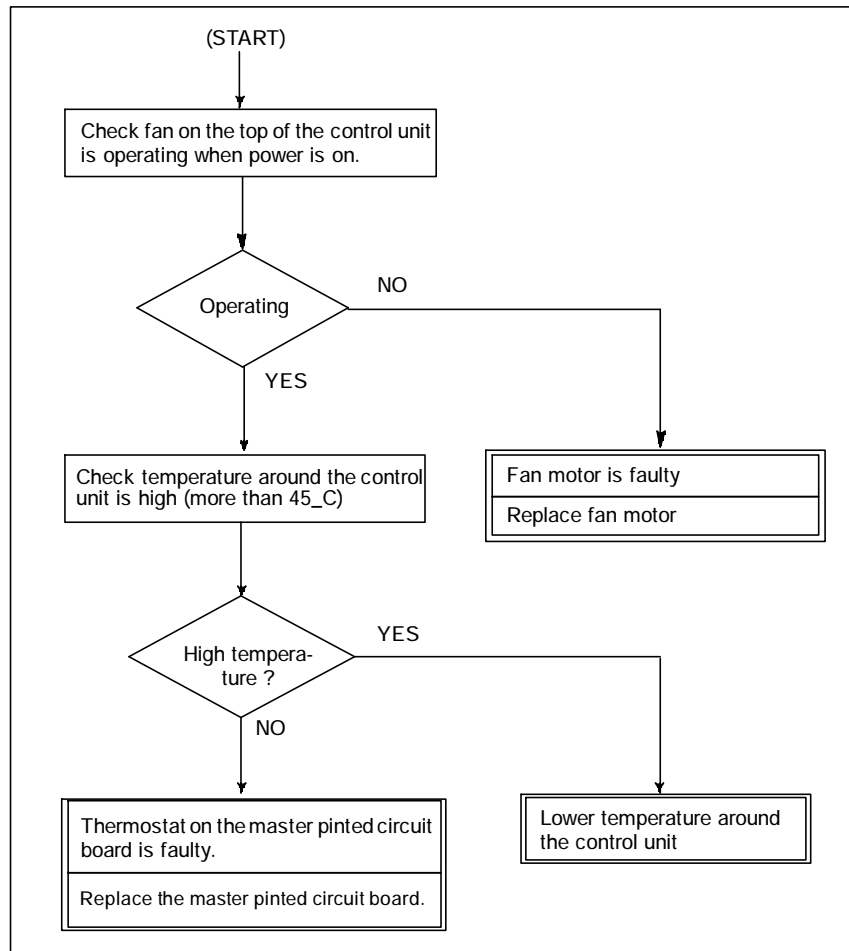 (START)
Check fan on the top of the control unit
is operating when power is on.
Operating
NO
YES
Check temperature around the control
unit is high (more than 45_C)
Fan motor is faulty
Replace fan motor
High tempera-
ture ?
YES
NO
Thermostat on the master pinted circuit
board is faulty.
Replace the master pinted circuit board.
Lower temperature around
the control unit